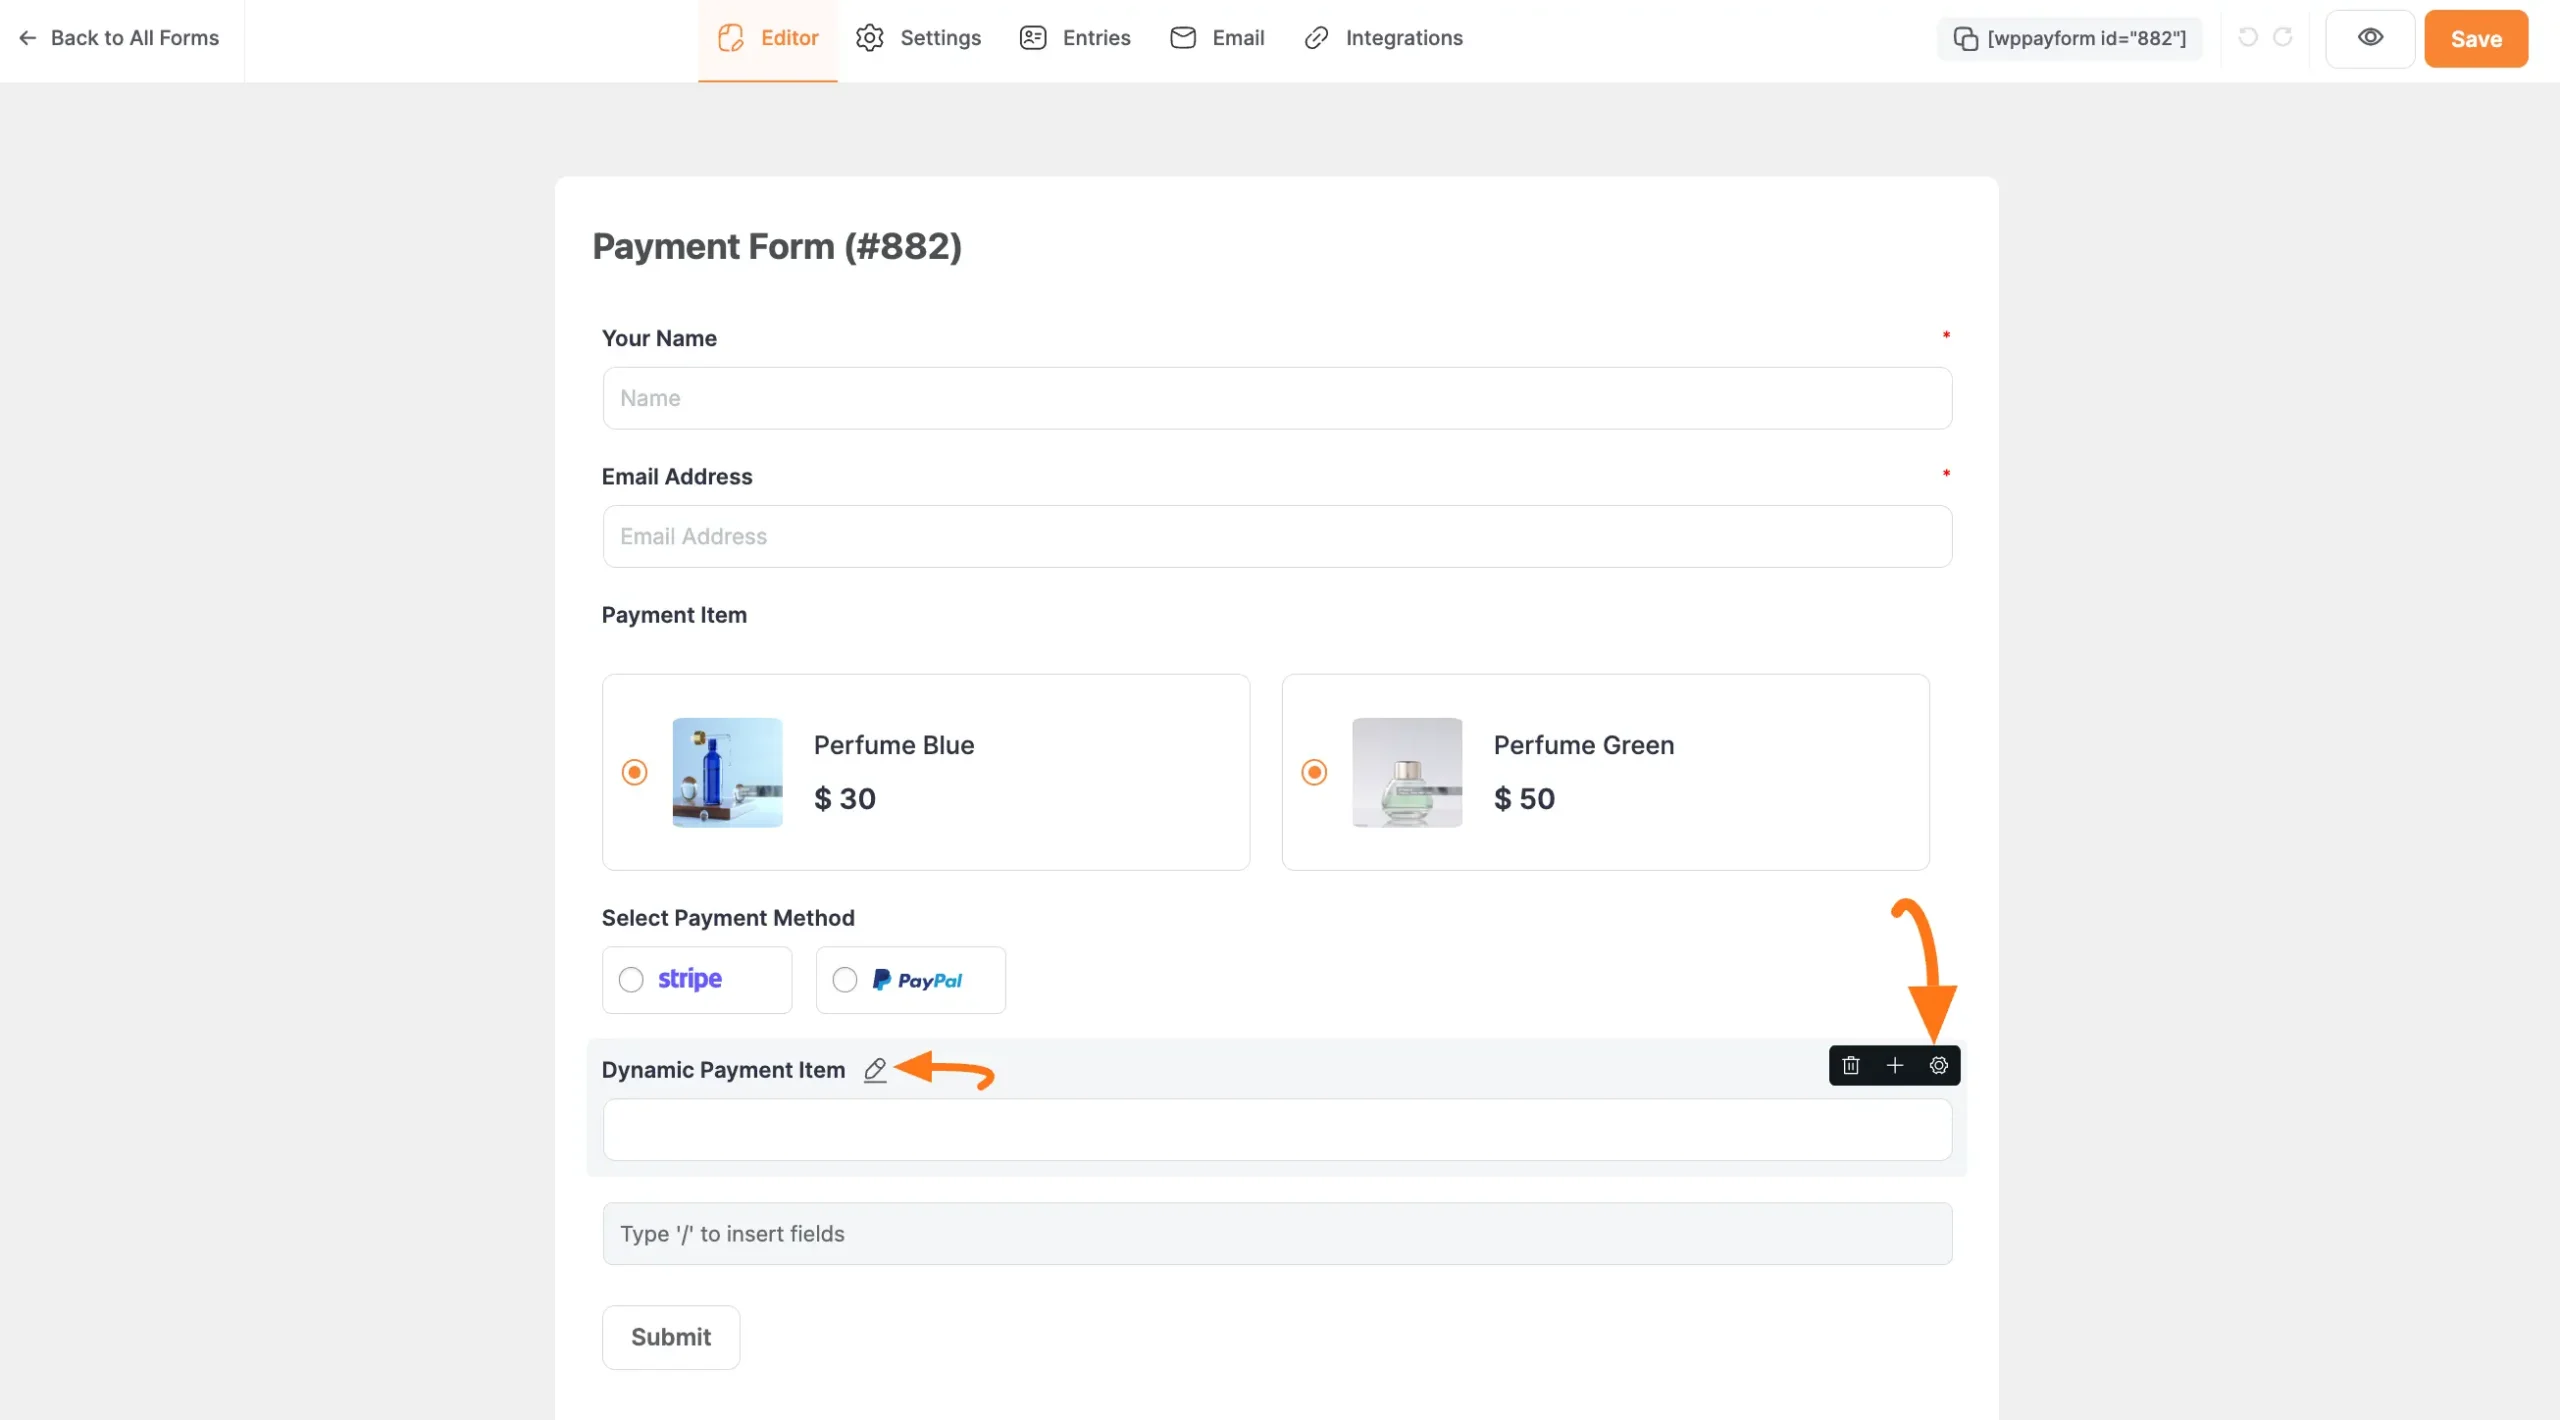 Back to All Forms
Editor
Settings
Entries
Email
Integrations
[wppayform id="882"]
Save
Payment Form (#882)
Your Name *
Name
Email Address *
Email Address
Payment Item
Perfume Blue
$ 30
Perfume Green
$ 50
Select Payment Method
stripe
PayPal
Dynamic Payment Item
Type '/' to insert fields
Submit